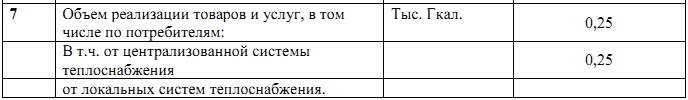 7 Объем реализации товаров и услуг, в том Тыс. Гкал. 0,25
числе по потребителям:
В т.ч. от централизованной системы 0,25
теплоснабжения
от локальных систем теплоснабжения.